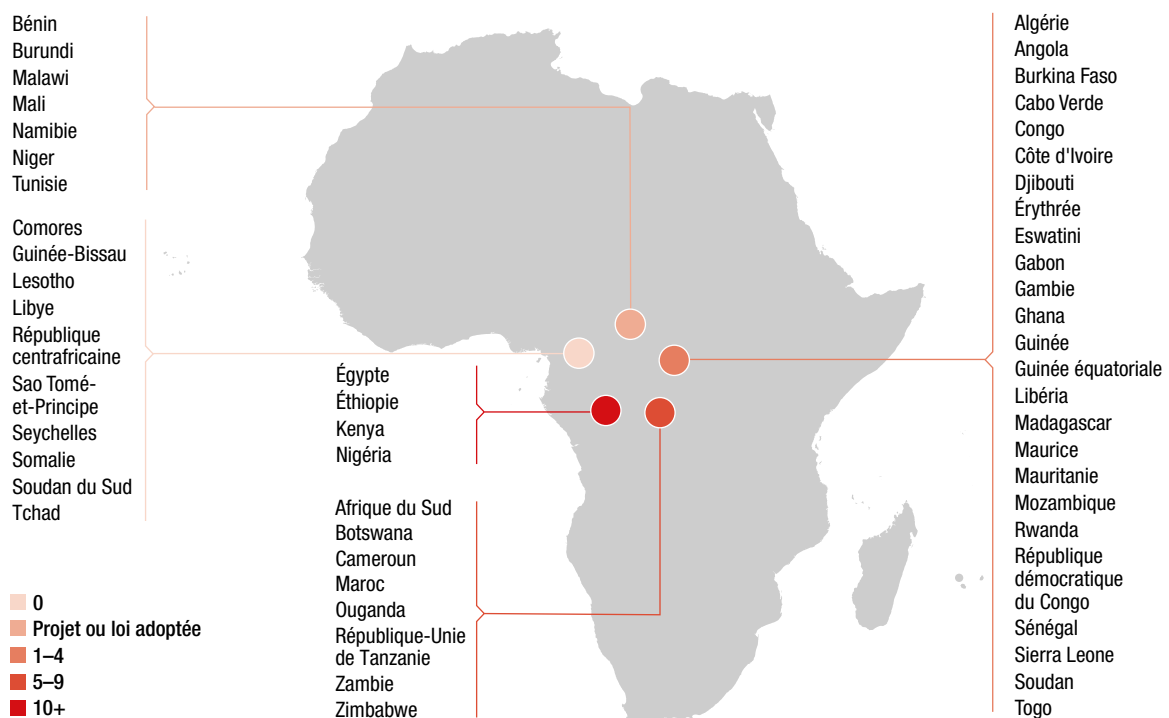 Bénin
Burundi
Malawi
Mali
Namibie
Niger
Tunisie
Comores
Guinée-Bissau
Lesotho
Libye
République
centrafricaine
Sao Tomé-
et-Principe
Seychelles
Somalie
Soudan du Sud
Tchad
0
Projet ou loi adoptée
1–4
5–9
10+
Égypte
Éthiopie
Kenya
Nigéria
Afrique du Sud
Botswana
Cameroun
Maroc
Ouganda
République-Unie
de Tanzanie
Zambie
Zimbabwe
Algérie
Angola
Burkina Faso
Cabo Verde
Congo
Côte d'Ivoire
Djibouti
Érythrée
Eswatini
Gabon
Gambie
Ghana
Guinée
Guinée équatoriale
Libéria
Madagascar
Maurice
Mauritanie
Mozambique
Rwanda
République
démocratique
du Congo
Sénégal
Sierra Leone
Soudan
Togo